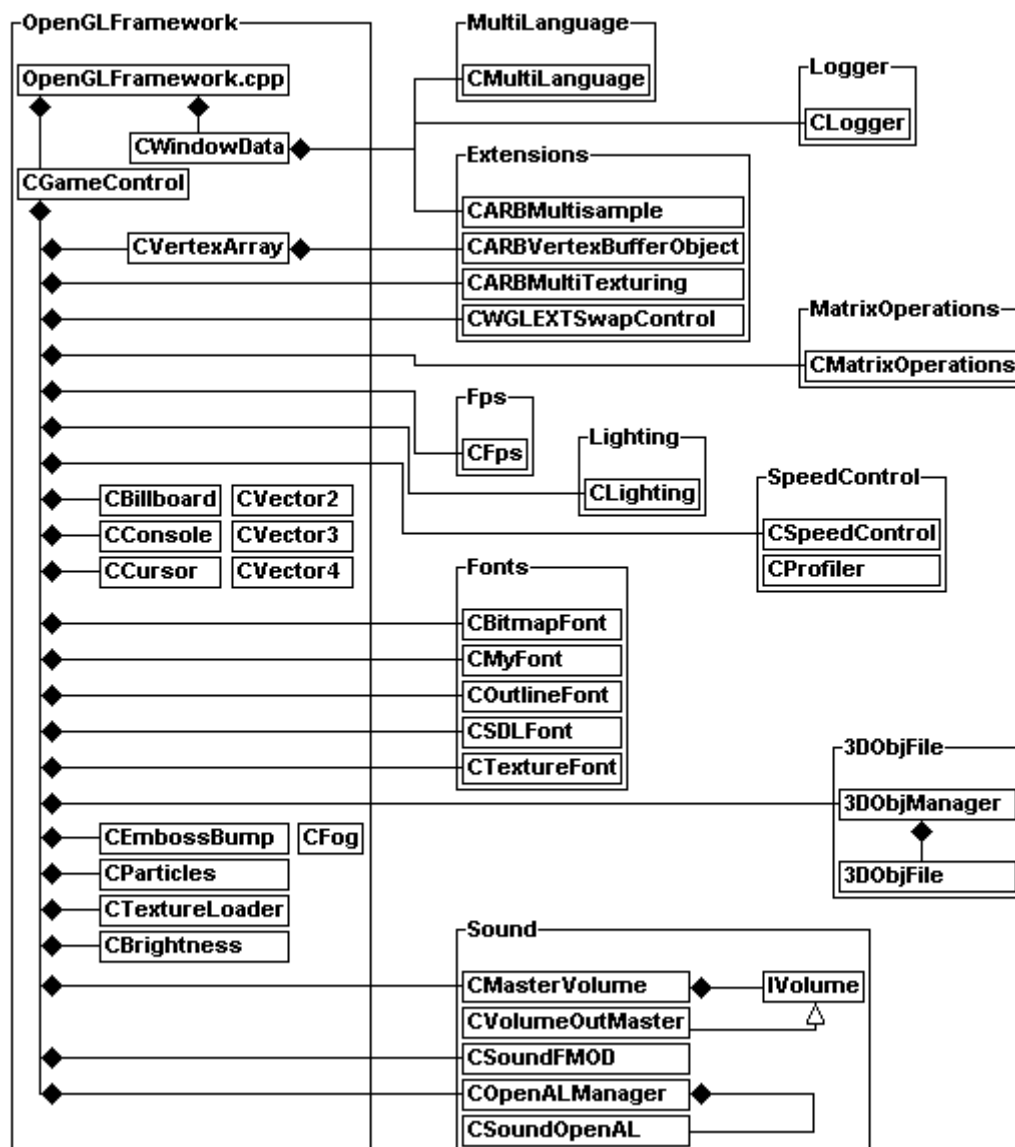 OpenGLFramework
MultiLanguage
OpenGLFramework.cpp
CMultiLanguage
Logger
CLogger
CWindowData
Extensions
CGameControl
CARBMultisample
CVertexArray
CARBVertexBufferObject
CARBMultiTexturing
CWGLEXTSwapControl
MatrixOperations
CMatrixOperations
Fps
CFps
Lighting
CLighting
SpeedControl
CBillboard CVector2
CConsole CVector3
CSpeedControl
CCursor CVector4
CProfiler
Fonts
CBitmapFont
CMyFont
COutlineFont
CSDLFont
CTextureFont
3DObjFile
3DObjManager
CEmbossBump CFog
3DObjFile
CParticles
CTextureLoader
CBrightness
Sound
CMasterVolume
IVolume
CVolumeOutMaster
CSoundFMOD
COpenALManager
CSoundOpenAL